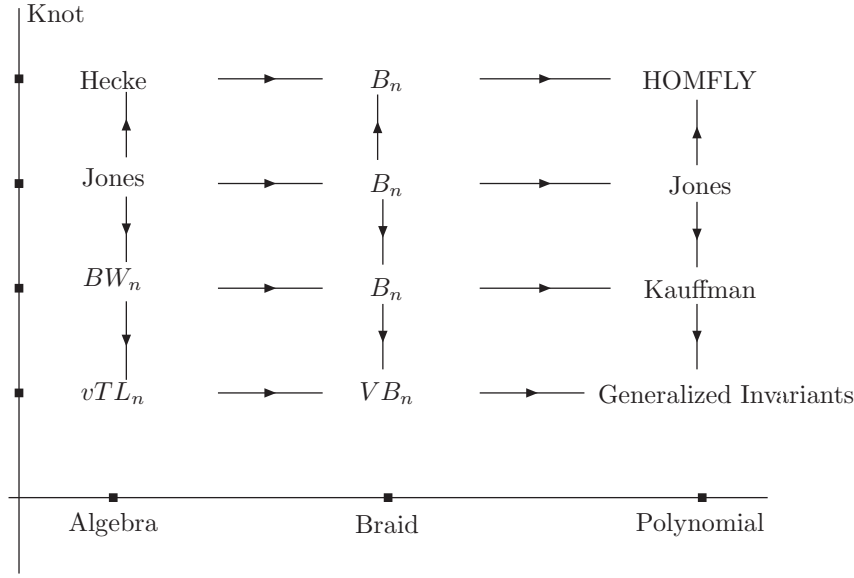 Knot
Hecke B_n HOMFLY
Jones B_n Jones
BW_n B_n Kauffman
vTL_n VB_n Generalized Invariants
Algebra Braid Polynomial